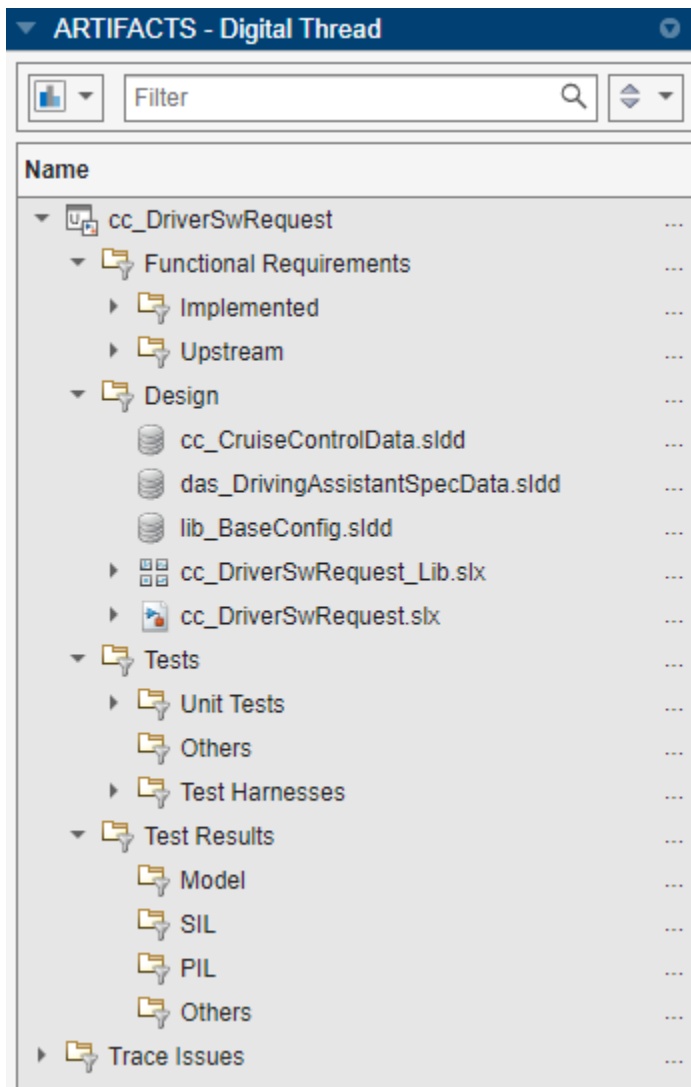 ARTIFACTS - Digital Thread
Filter
Name
cc_DriverSwRequest ...
Functional Requirements ...
Implemented ...
Upstream ...
Design ...
cc_CruiseControlData.sldd ...
das_DrivingAssistantSpecData.sldd ...
lib_BaseConfig.sldd ...
cc_DriverSwRequest_Lib.slx ...
cc_DriverSwRequest.slx ...
Tests ...
Unit Tests ...
Others ...
Test Harnesses ...
Test Results ...
Model ...
SIL ...
PIL ...
Others ...
Trace Issues ...